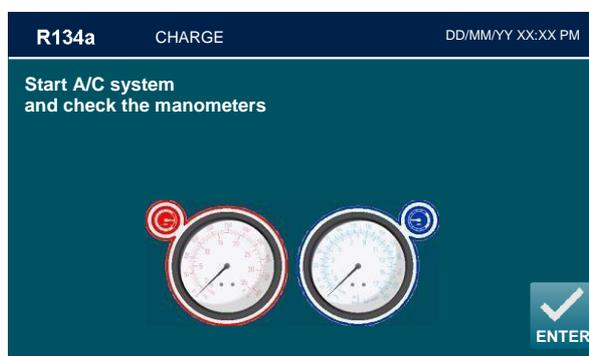 R134a CHARGE DD/MM/YY XX:XX PM
Start A/C system
and check the manometers
ENTER